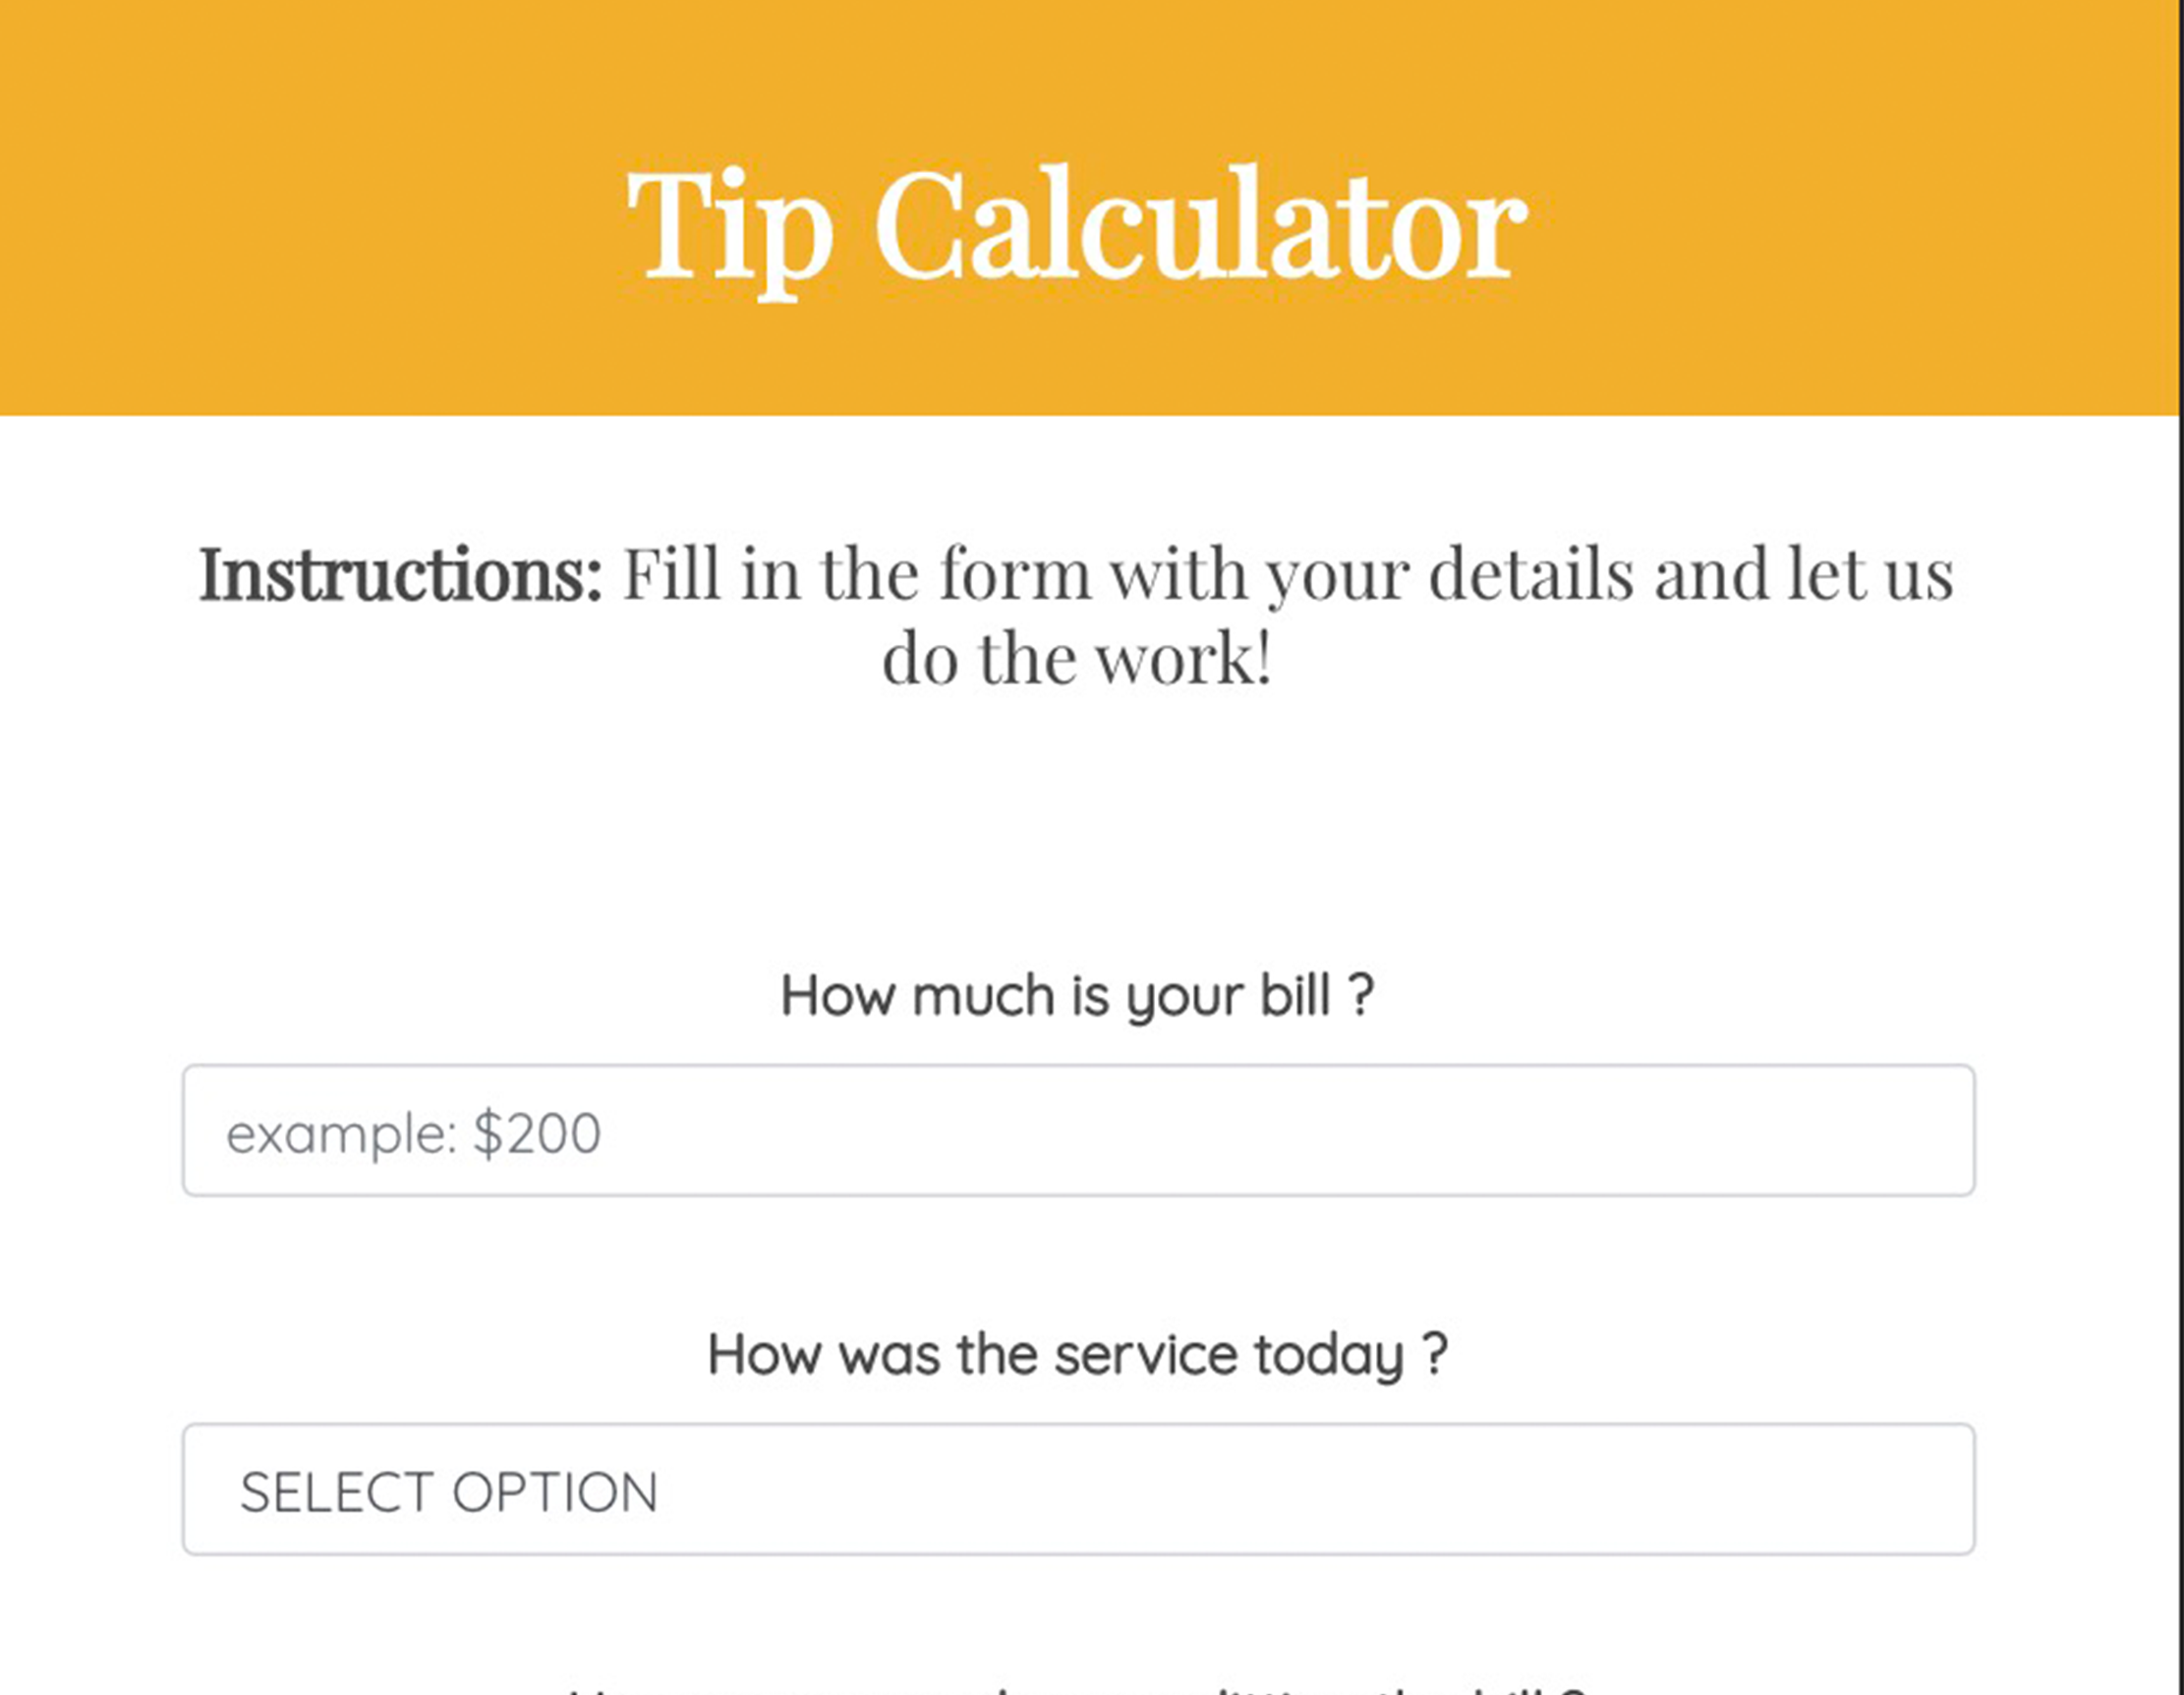 Tip Calculator
Instructions: Fill in the form with your details and let us
do the work!
How much is your bill ?
example: $200
How was the service today ?
SELECT OPTION